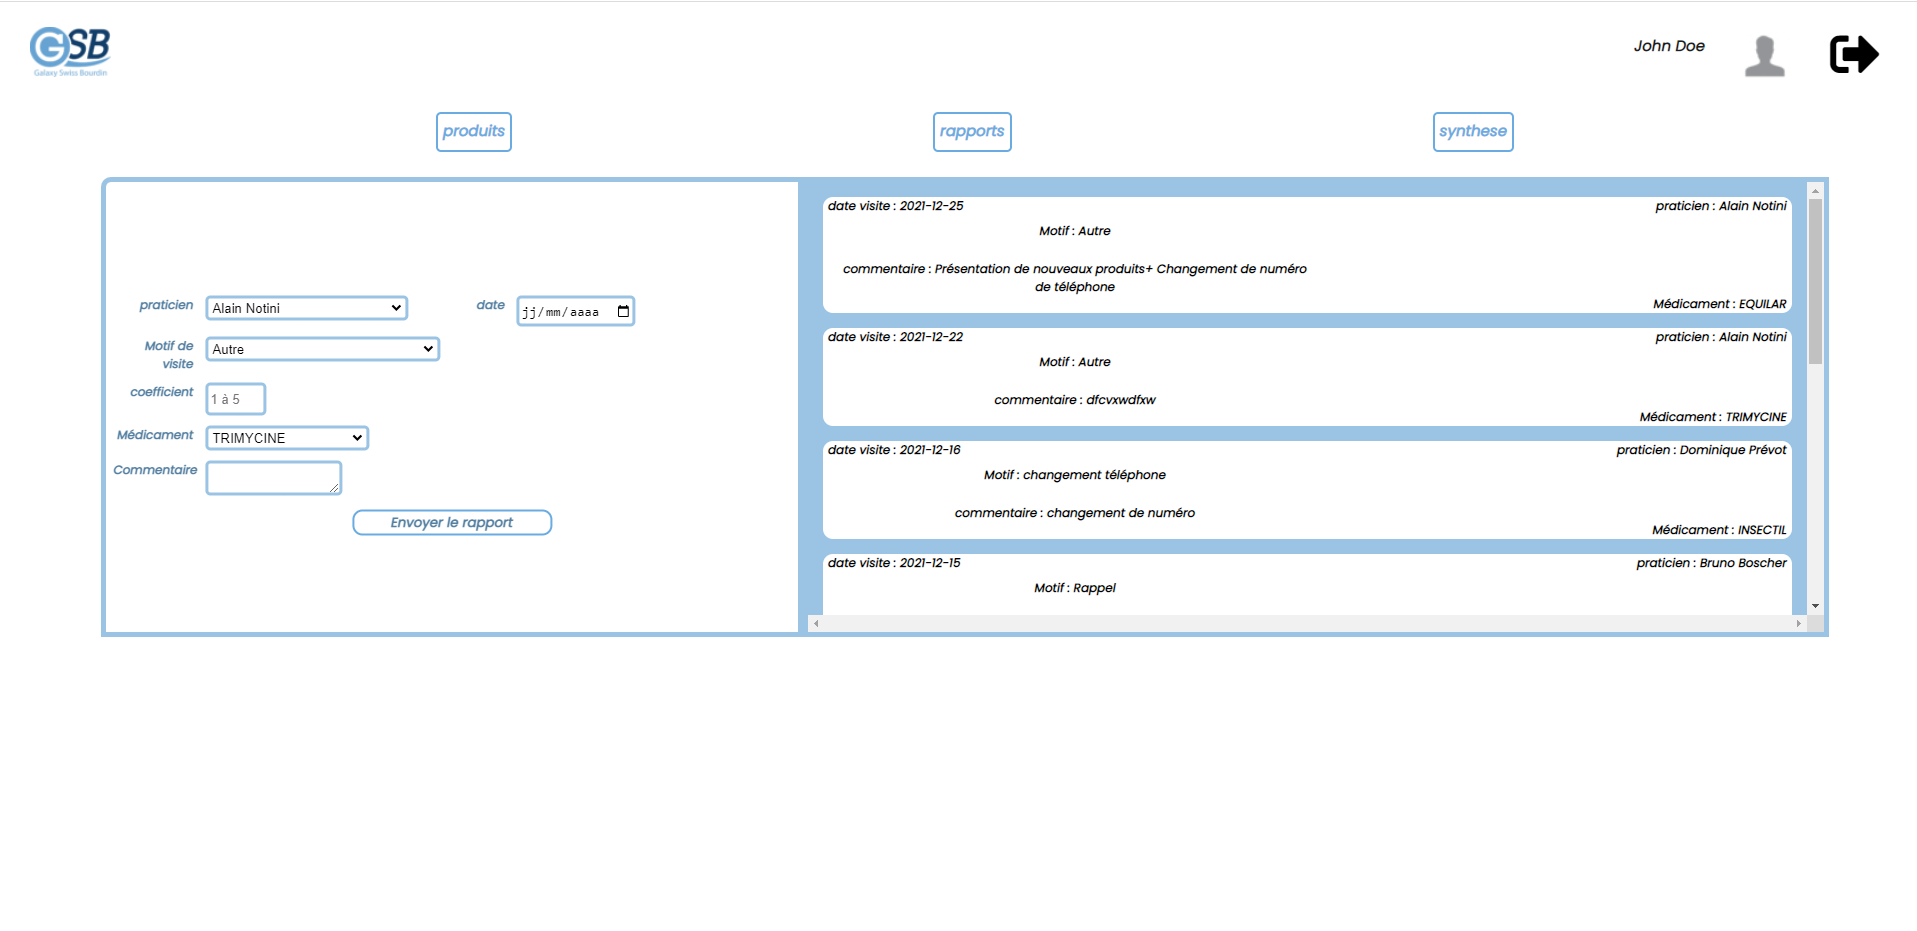 GSB
Galaxy Swiss Bourdin
John Doe
produits
rapports
synthese
praticien
Alain Notini
date
jj/mm/aaaa
Motif de
visite
Autre
coefficient
1 à 5
Médicament
TRIMYCINE
Commentaire
Envoyer le rapport
date visite : 2021-12-25
praticien : Alain Notini
Motif : Autre
commentaire : Présentation de nouveaux produits+ Changement de numéro
de téléphone
Médicament : EQUILAR
date visite : 2021-12-22
praticien : Alain Notini
Motif : Autre
commentaire : dfcvxwdfxw
Médicament : TRIMYCINE
date visite : 2021-12-16
praticien : Dominique Prévot
Motif : changement téléphone
commentaire : changement de numéro
Médicament : INSECTIL
date visite : 2021-12-15
praticien : Bruno Boscher
Motif : Rappel